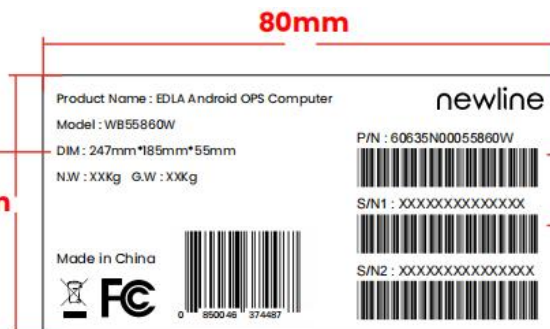 80mm
Product Name : EDLA Android OPS Computer
newline
Model : WB55860W
P/N : 60635N00055860W
DIM : 247mm*185mm*55mm
N.W : XXKg G.W : XXKg
S/N1 : XXXXXXXXXXXXXX
S/N2 : XXXXXXXXXXXXXXX
Made in China
FC
0 850046 374487